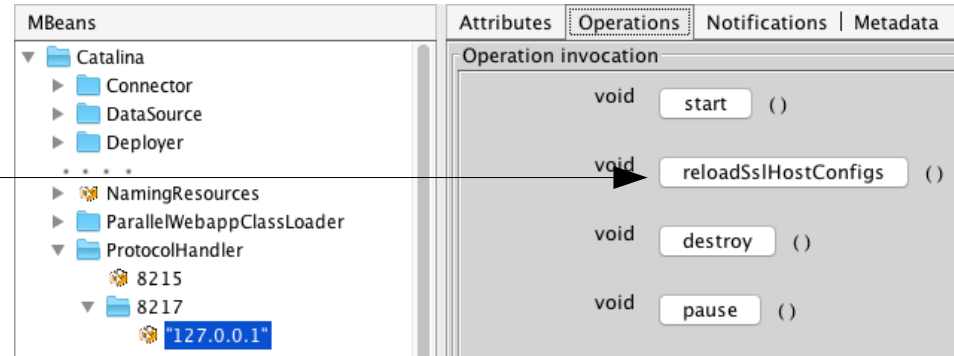 MBeans
Catalina
Connector
DataSource
Deployer
. . . .
NamingResources
ParallelWebappClassLoader
ProtocolHandler
8215
8217
"127.0.0.1"
Attributes Operations Notifications Metadata
Operation invocation
void start ()
void reloadSslHostConfigs ()
void destroy ()
void pause ()